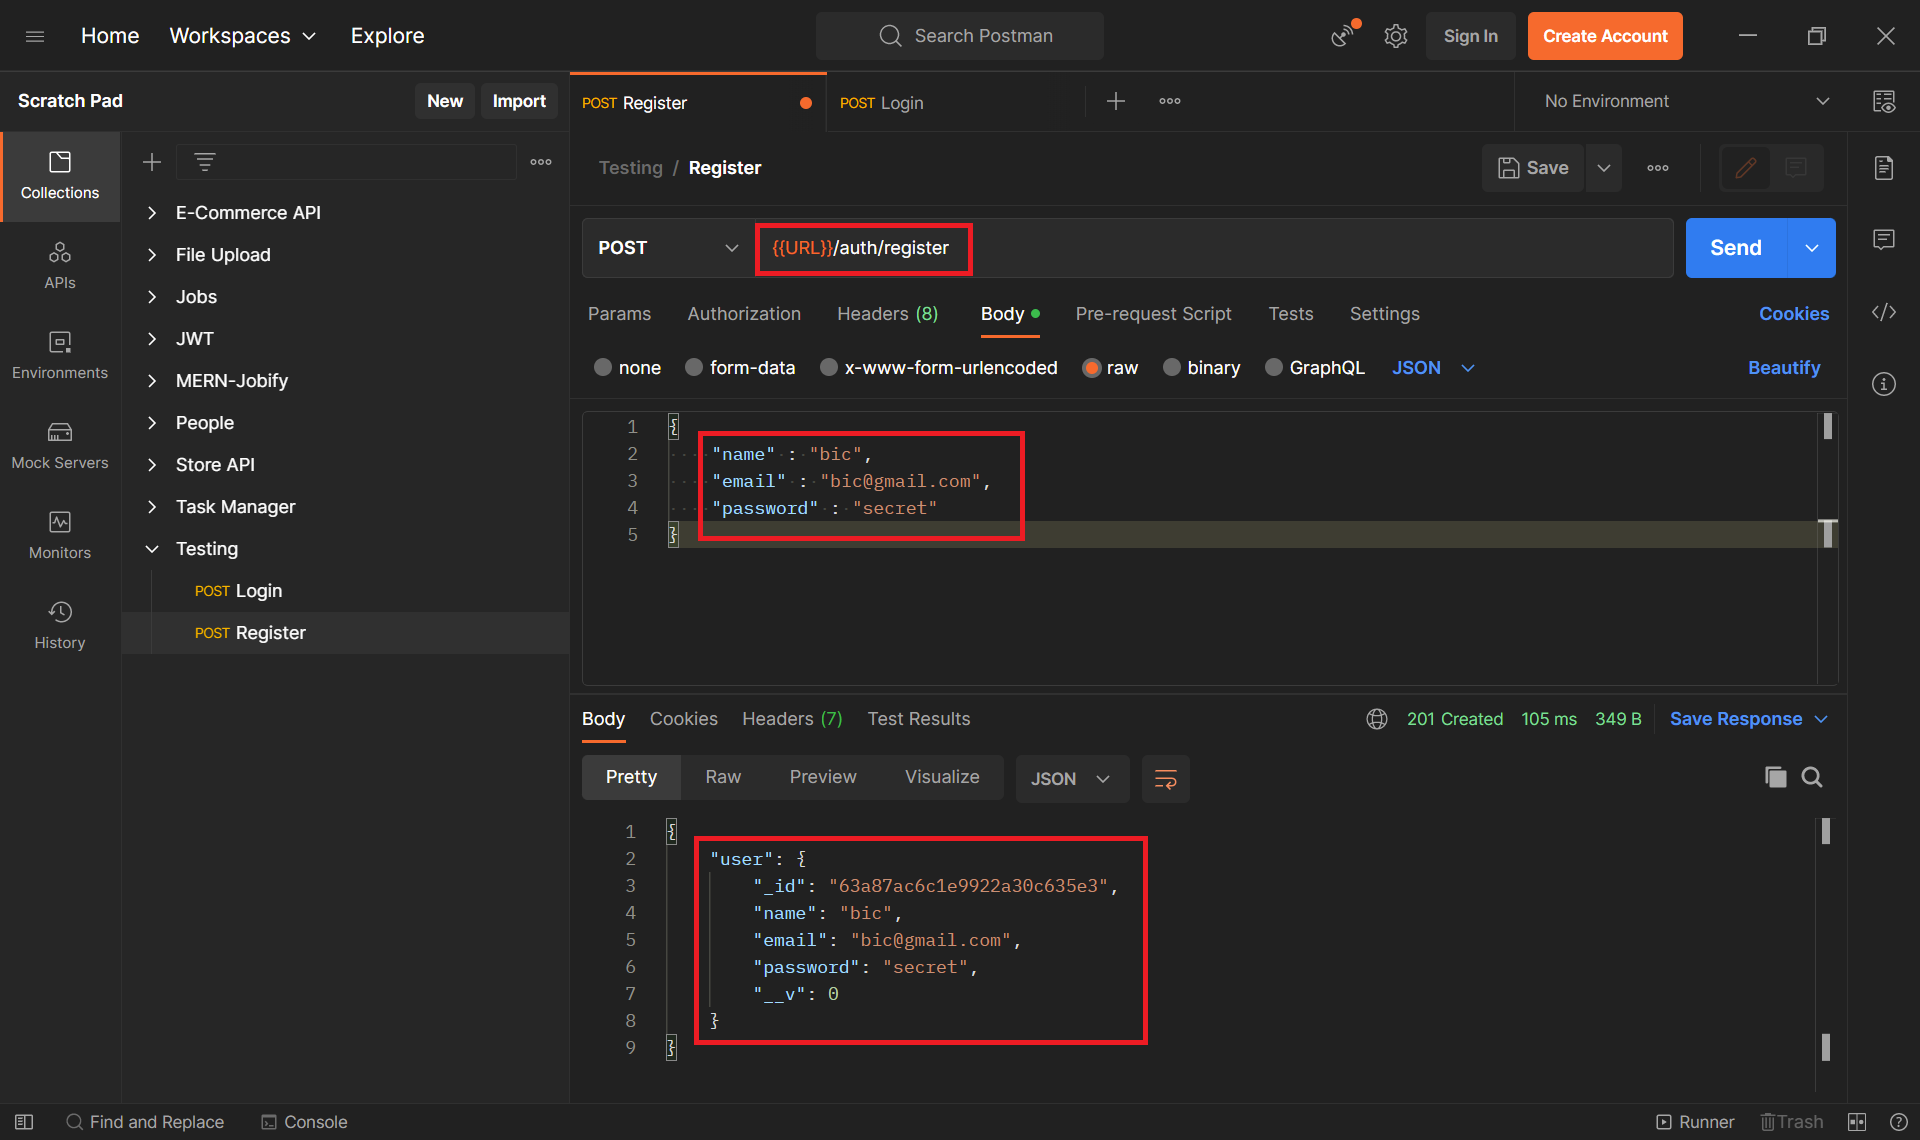 Home Workspaces Explore
Search Postman
Sign In Create Account
Scratch Pad New Import
POST Register POST Login
No Environment
Collections
APIs
Environments
Mock Servers
Monitors
History
E-Commerce API
File Upload
Jobs
JWT
MERN-Jobify
People
Store API
Task Manager
Testing
POST Login
POST Register
Testing / Register
Save
POST {{URL}}/auth/register
Send
Params Authorization Headers (8) Body Pre-request Script Tests Settings Cookies
none form-data x-www-form-urlencoded raw binary GraphQL JSON Beautify
1 {
2 "name" : "bic",
3 "email" : "bic@gmail.com",
4 "password" : "secret"
5 }
Body Cookies Headers (7) Test Results
201 Created 105 ms 349 B Save Response
Pretty Raw Preview Visualize JSON
1 {
2 "user": {
3 "_id": "63a87ac6c1e9922a30c635e3",
4 "name": "bic",
5 "email": "bic@gmail.com",
6 "password": "secret",
7 "__v": 0
8 }
9 }
Find and Replace Console
Runner Trash